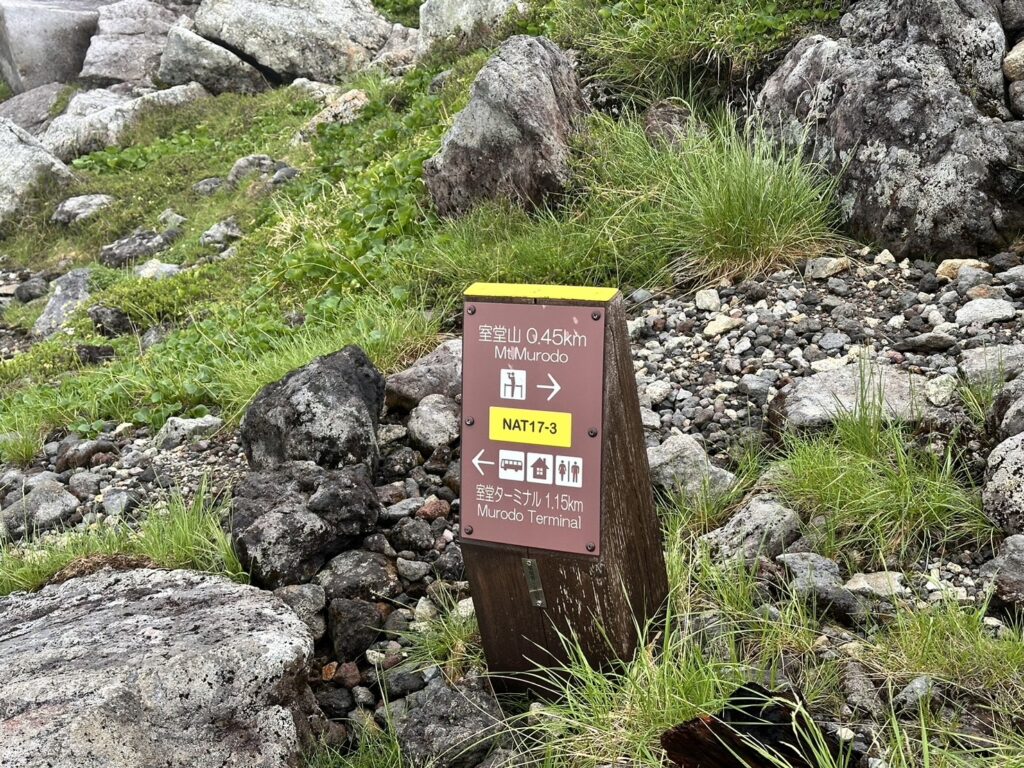 室堂山 0.45km
Mt.Murodo
NAT17-3
室堂ターミナル 1.15km
Murodo Terminal